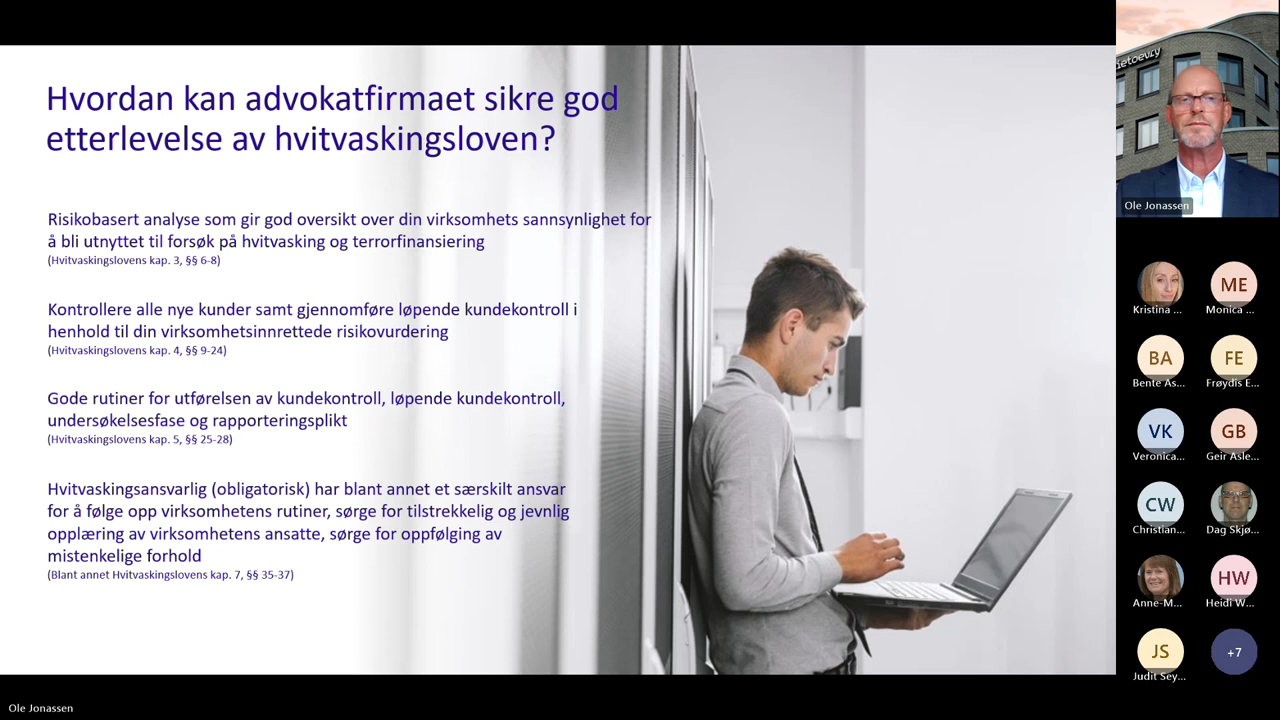 Hvordan kan advokatfirmaet sikre god
etterlevelse av hvitvaskingsloven?
Risikobasert analyse som gir god oversikt over din virksomhets sannsynlighet for
å bli utnyttet til forsøk på hvitvasking og terrorfinansiering
(Hvitvaskingslovens kap. 3, §§ 6-8)
Kontrollere alle nye kunder samt gjennomføre løpende kundekontroll i
henhold til din virksomhetsinnrettede risikovurdering
(Hvitvaskingslovens kap. 4, §§ 9-24)
Gode rutiner for utførelsen av kundekontroll, løpende kundekontroll,
undersøkelsesfase og rapporteringsplikt
(Hvitvaskingslovens kap. 5, §§ 25-28)
Hvitvaskingsansvarlig (obligatorisk) har blant annet et særskilt ansvar
for å følge opp virksomhetens rutiner, sørge for tilstrekkelig og jevnlig
opplæring av virksomhetens ansatte, sørge for oppfølging av
mistenkelige forhold
(Blant annet Hvitvaskingslovens kap. 7, §§ 35-37)
tietoevry
Ole Jonassen
Kristina ...
ME
Monica ...
BA
Bente As...
FE
Frøydis E...
VK
Veronica...
GB
Geir Asle...
CW
Christian...
Dag Skjø...
Anne-M...
HW
Heidi W...
JS
Judit Sey...
+7
Ole Jonassen